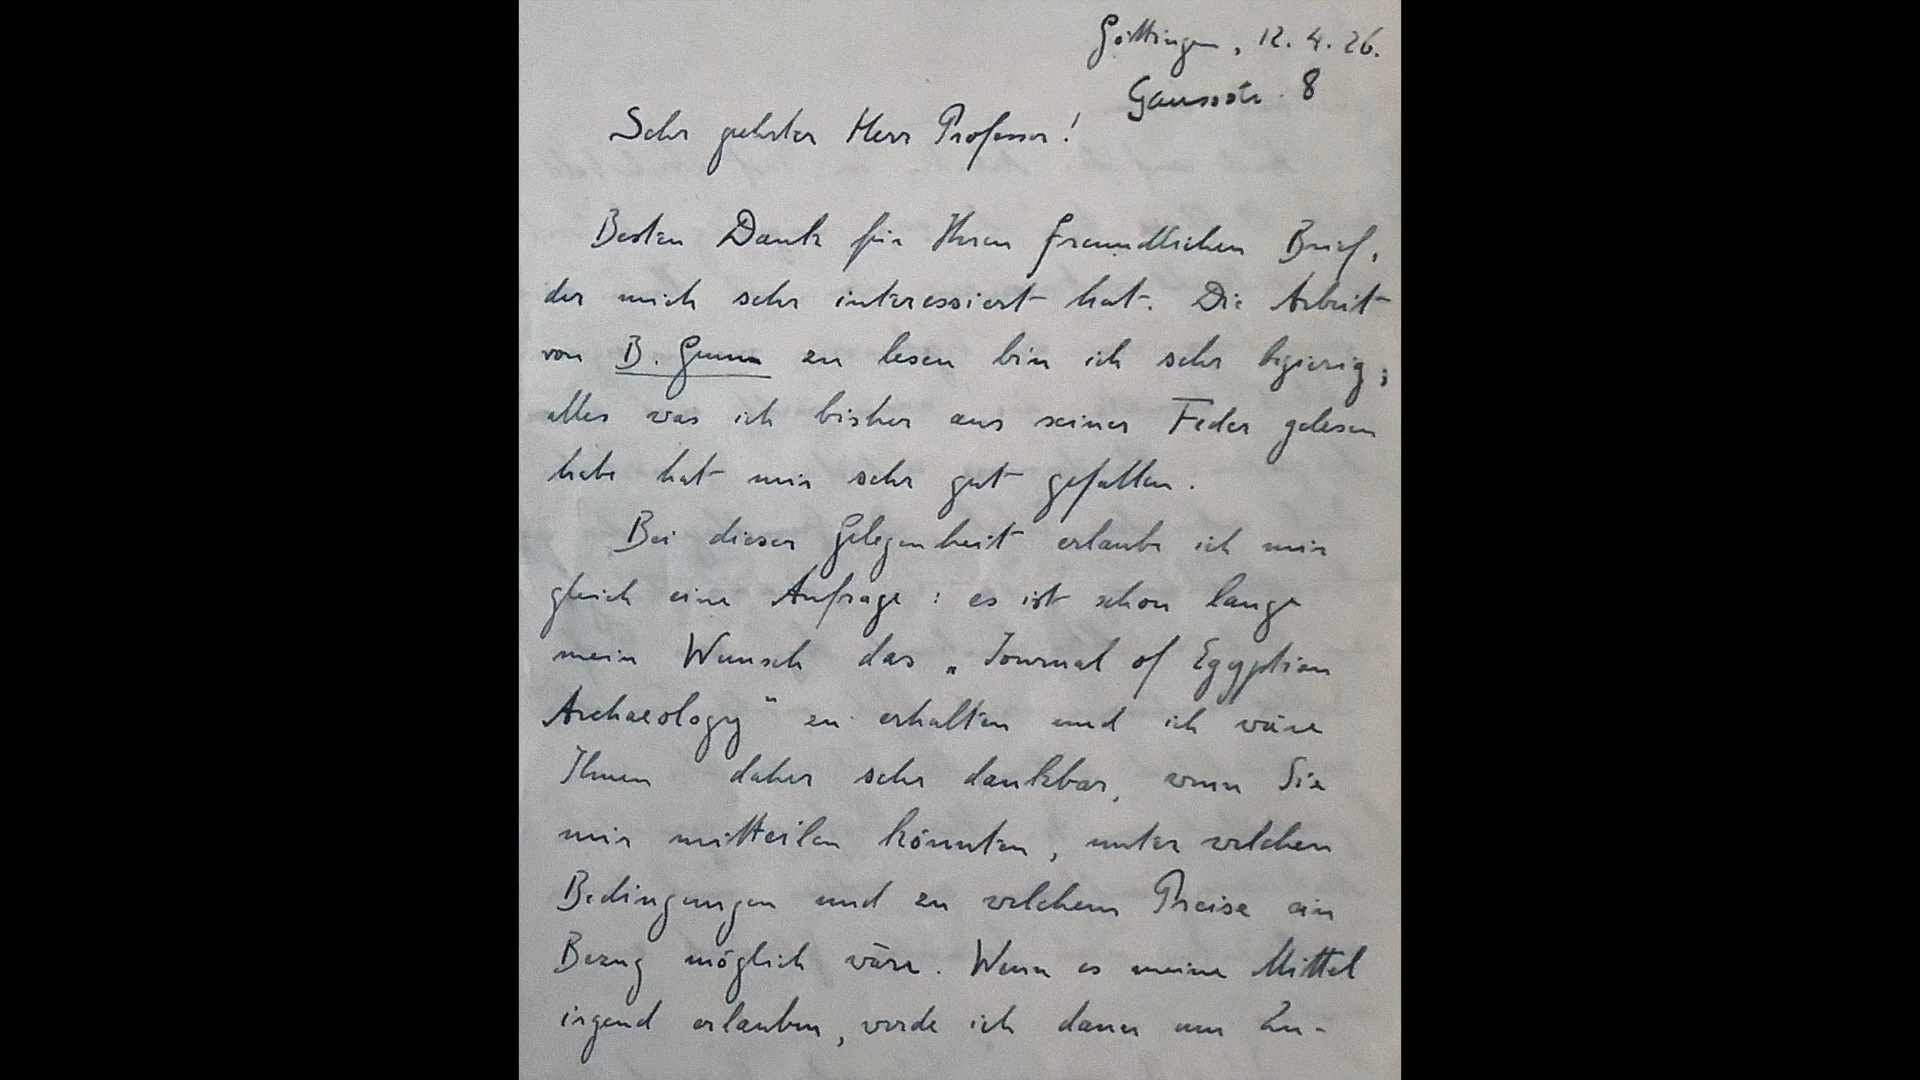 Göttingen, 12. 4. 26.
Gaussstr. 8
Sehr geehrter Herr Professor!
Besten Dank für Ihren freundlichen Brief,
der mich sehr interessiert hat. Die Arbeit
von B. Gunn zu lesen bin ich sehr begierig;
alles was ich bisher aus seiner Feder gelesen
habe hat mir sehr gut gefallen.
Bei dieser Gelegenheit erlaube ich mir
gleich eine Anfrage: es ist schon lange
mein Wunsch das „Journal of Egyptian
Archaeology" zu erhalten und ich wäre
Ihnen daher sehr dankbar, wenn Sie
mir mitteilen könnten, unter welchen
Bedingungen und zu welchem Preise ein
Bezug möglich wäre. Wenn es meine Mittel
irgend erlauben, werde ich dann um Zu-